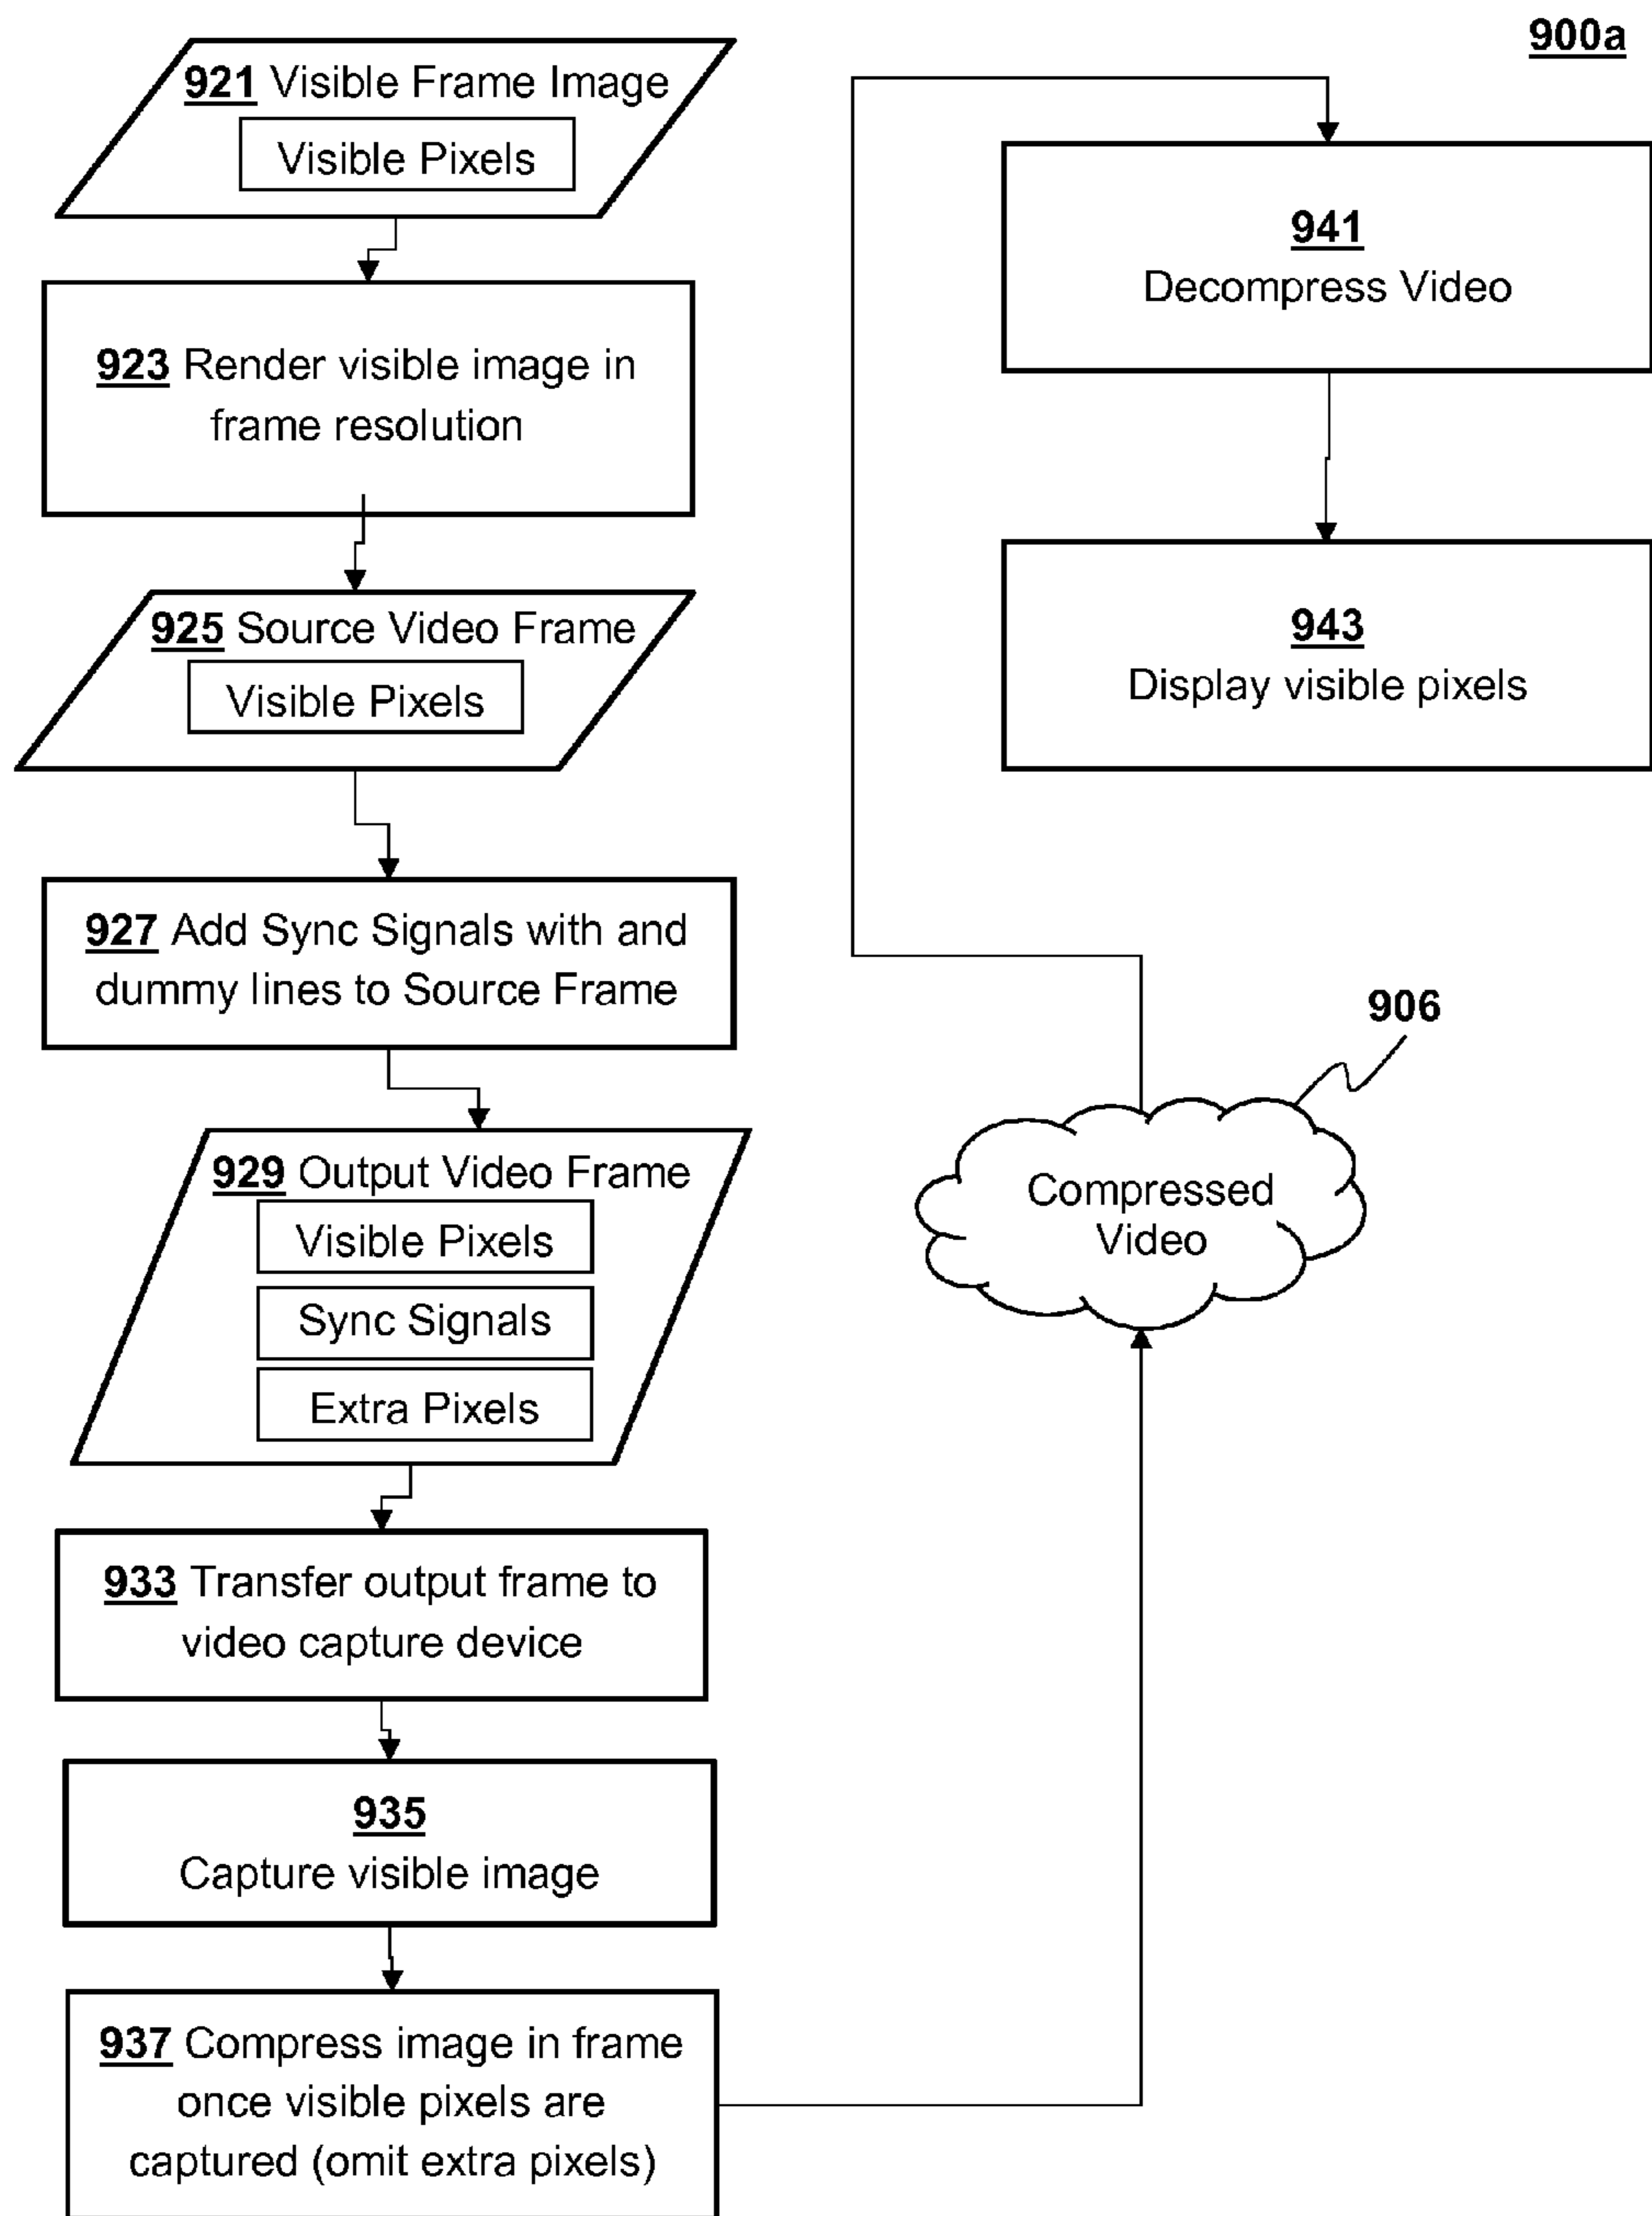 900a
921 Visible Frame Image
Visible Pixels
923 Render visible image in
frame resolution
925 Source Video Frame
Visible Pixels
927 Add Sync Signals with and
dummy lines to Source Frame
929 Output Video Frame
Visible Pixels
Sync Signals
Extra Pixels
933 Transfer output frame to
video capture device
935
Capture visible image
937 Compress image in frame
once visible pixels are
captured (omit extra pixels)
906
Compressed
Video
941
Decompress Video
943
Display visible pixels